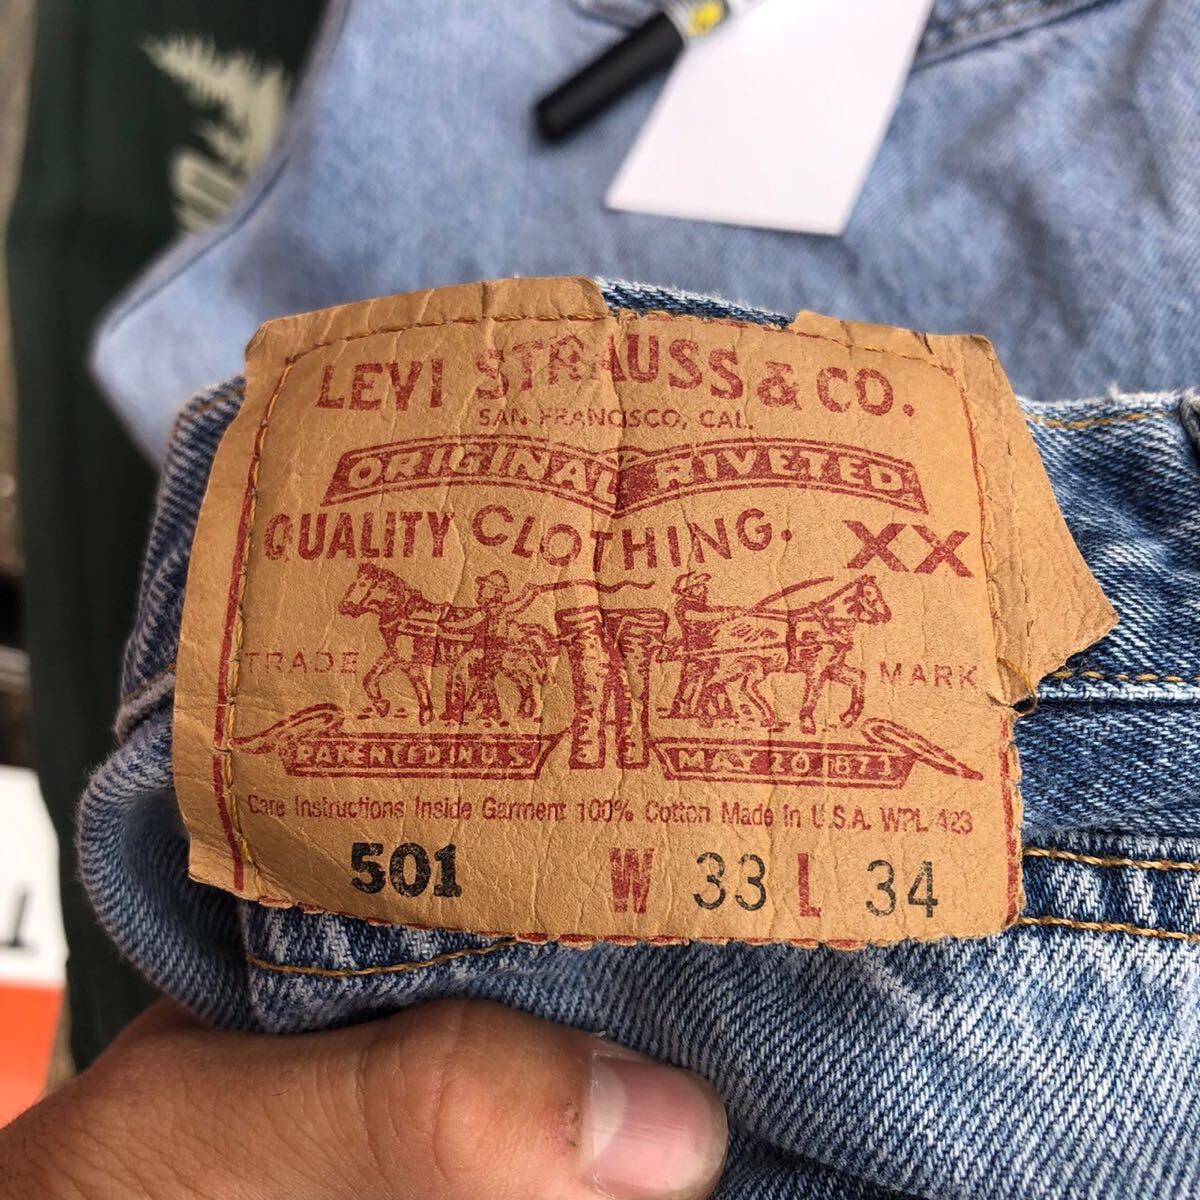 LEVI STRAUSS & CO.
SAN FRANCISCO, CAL.
ORIGINAL RIVETED
QUALITY CLOTHING. XX
TRADE MARK
PATENTED IN U.S. MAY 20 1873
Care Instructions Inside Garment 100% Cotton Made in U.S.A. WPL 423
501 W 33 L 34